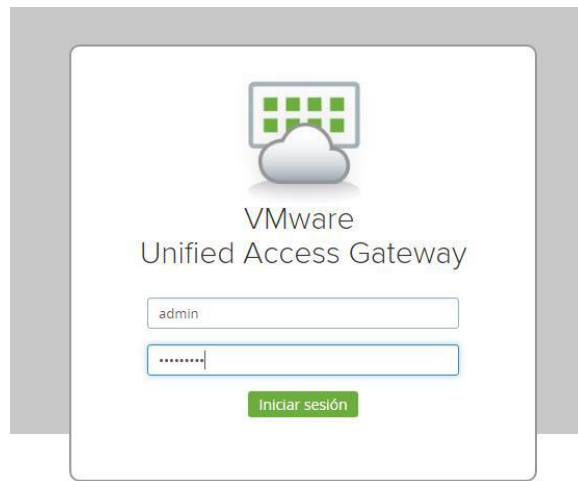 VMware
Unified Access Gateway
admin
•••••••••
Iniciar sesión